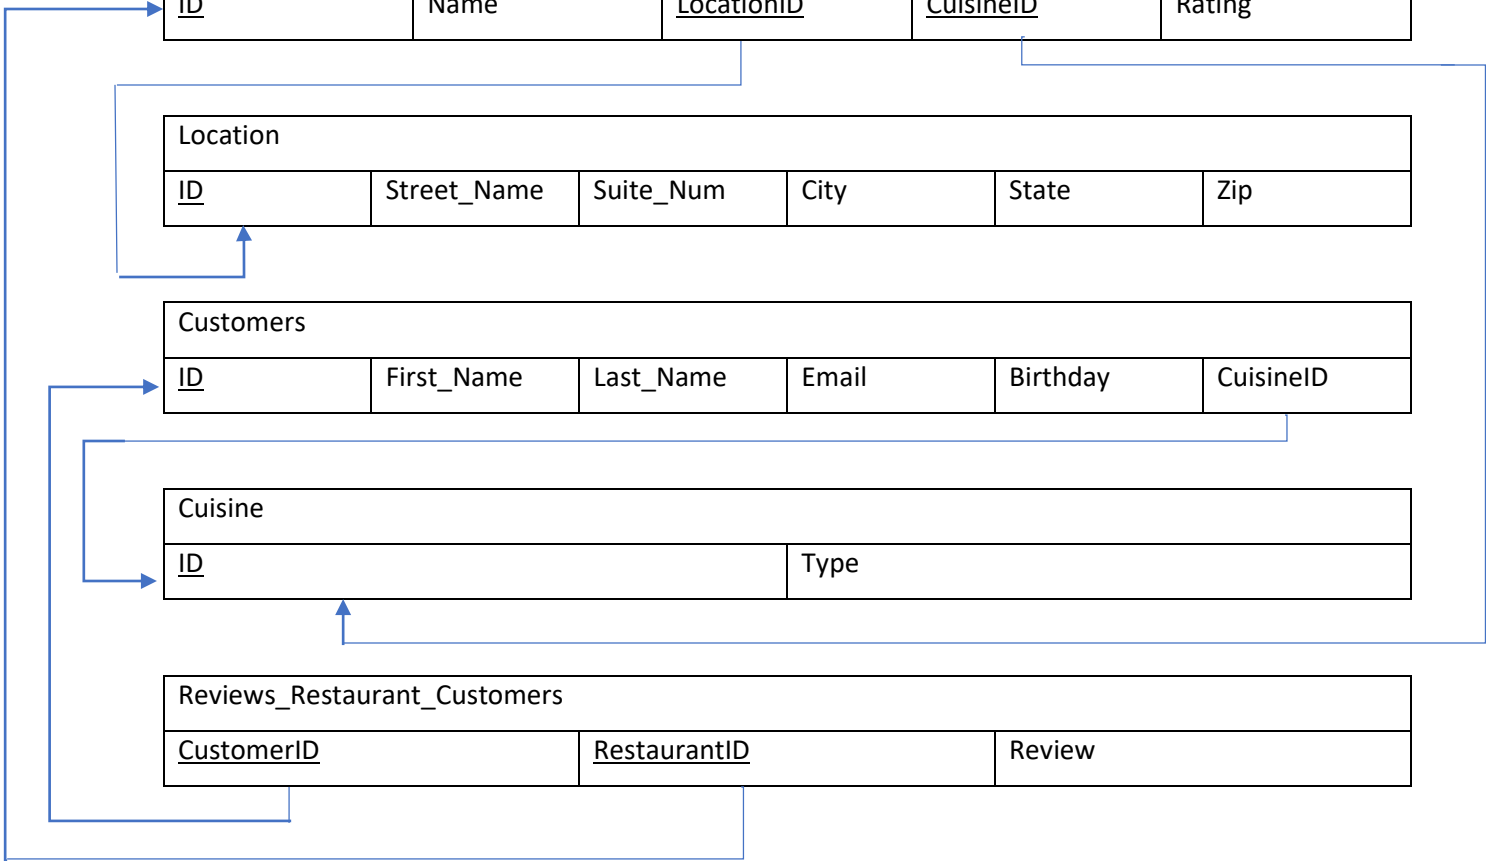 ID Name LocationID CuisineID Rating
Location
ID Street_Name Suite_Num City State Zip
Customers
ID First_Name Last_Name Email Birthday CuisineID
Cuisine
ID Type
Reviews_Restaurant_Customers
CustomerID RestaurantID Review